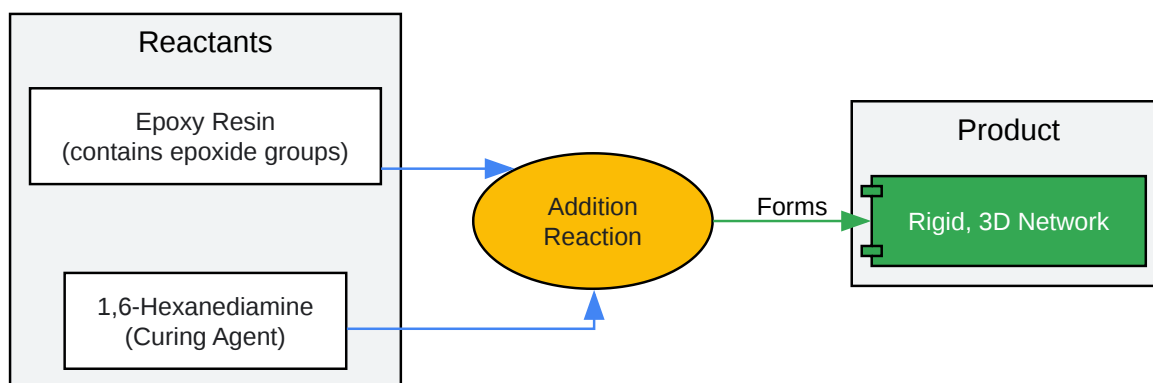 Reactants
Epoxy Resin
(contains epoxide groups)
1,6-Hexanediamine
(Curing Agent)
Addition
Reaction
Forms
Product
Rigid, 3D Network